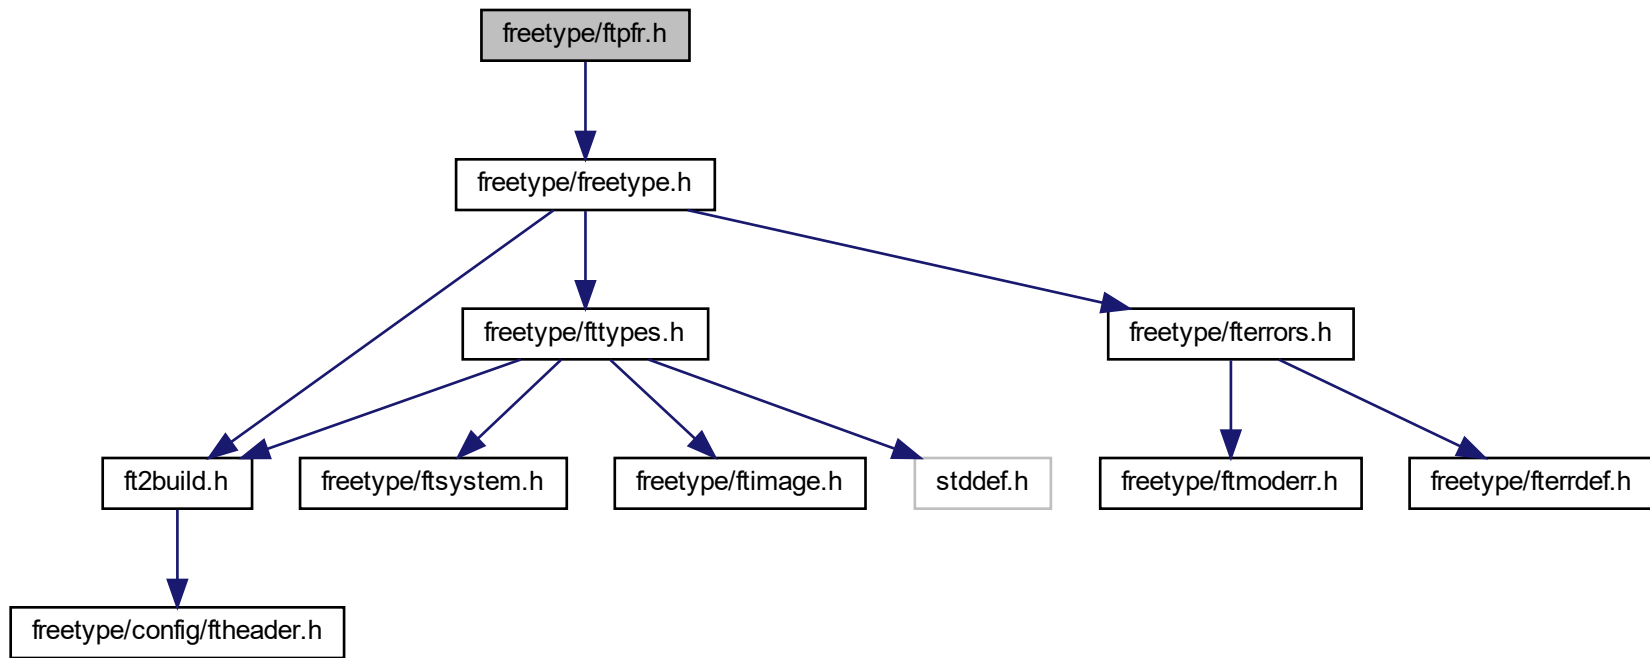 freetype/ftpfr.h
freetype/freetype.h
freetype/fttypes.h
freetype/fterrors.h
ft2build.h
freetype/ftsystem.h
freetype/ftimage.h
stddef.h
freetype/ftmoderr.h
freetype/fterrdef.h
freetype/config/ftheader.h